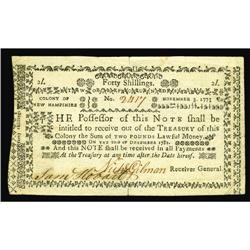 2l. Forty Shillings. 2l.
COLONY OF No. 2417 NOVEMBER 3. 1775
NEW HAMPSHIRE
THE Possessor of this NOTE shall be
intitled to receive out of the TREASURY of this
Colony the Sum of TWO POUNDS Lawful Money,
ON THE 20th OF DECEMBER 1782.
And this NOTE shall be received in all Payments
At the Treasury at any time after the Date hereof.
Gilman Receiver General